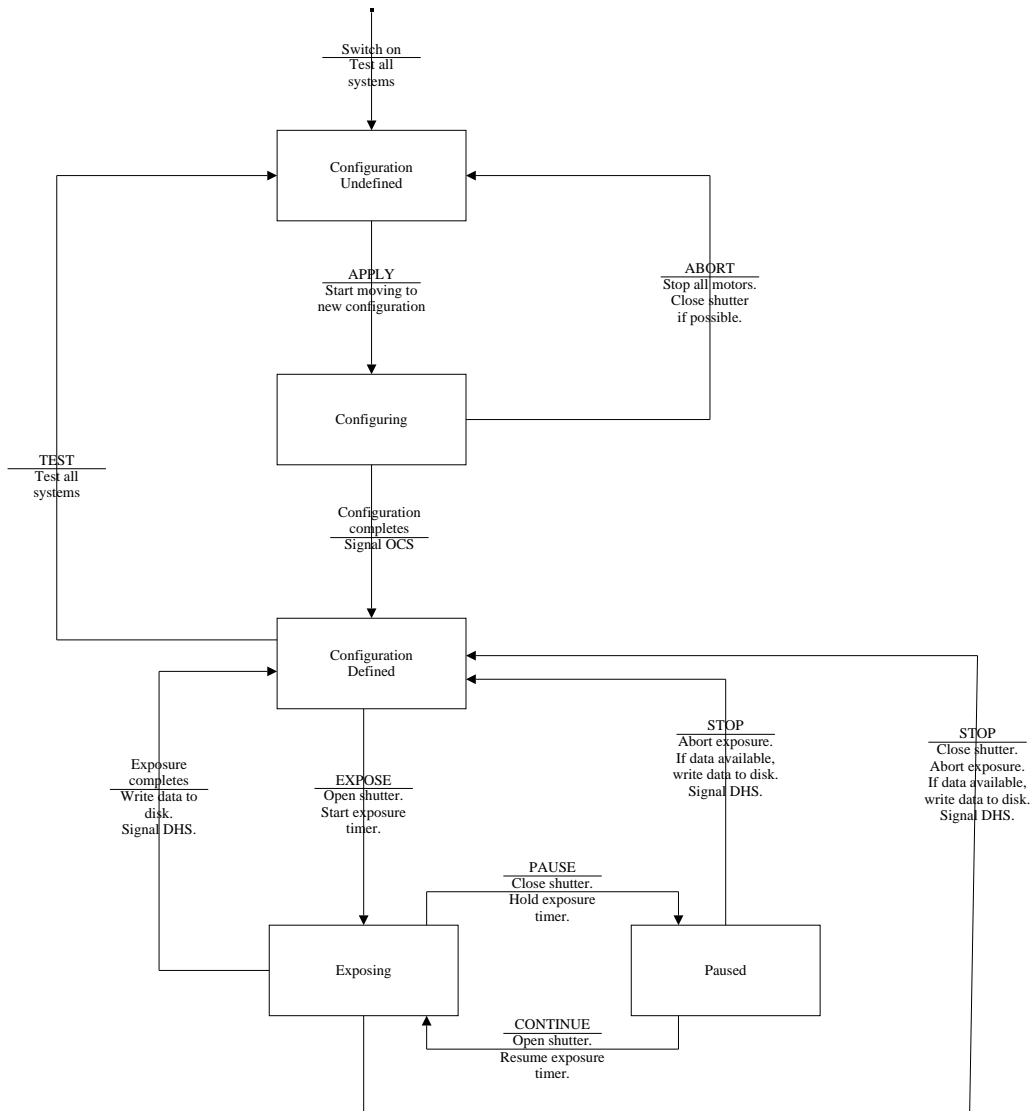 Switch on
Test all
systems
Configuration
Undefined
APPLY
Start moving to
new configuration
ABORT
Stop all motors.
Close shutter
if possible.
Configuring
TEST
Test all
systems
Configuration
completes
Signal OCS
Configuration
Defined
Exposure
completes
Write data to
disk.
Signal DHS.
EXPOSE
Open shutter.
Start exposure
timer.
STOP
Abort exposure.
If data available,
write data to disk.
Signal DHS.
STOP
Close shutter.
Abort exposure.
If data available,
write data to disk.
Signal DHS.
PAUSE
Close shutter.
Hold exposure
timer.
Exposing
Paused
CONTINUE
Open shutter.
Resume exposure
timer.